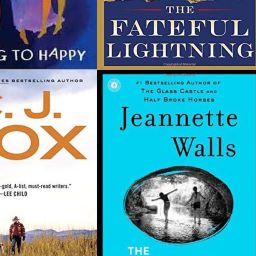 G TO HAPPY
THE
FATEFUL
LIGHTNING
ES BESTSELLING AUTHOR
. J.
OX
-gold, A-list, must-read writers."
—LEE CHILD
#1 BESTSELLING AUTHOR OF
THE GLASS CASTLE AND
HALF BROKE HORSES
Jeannette
Walls
THE